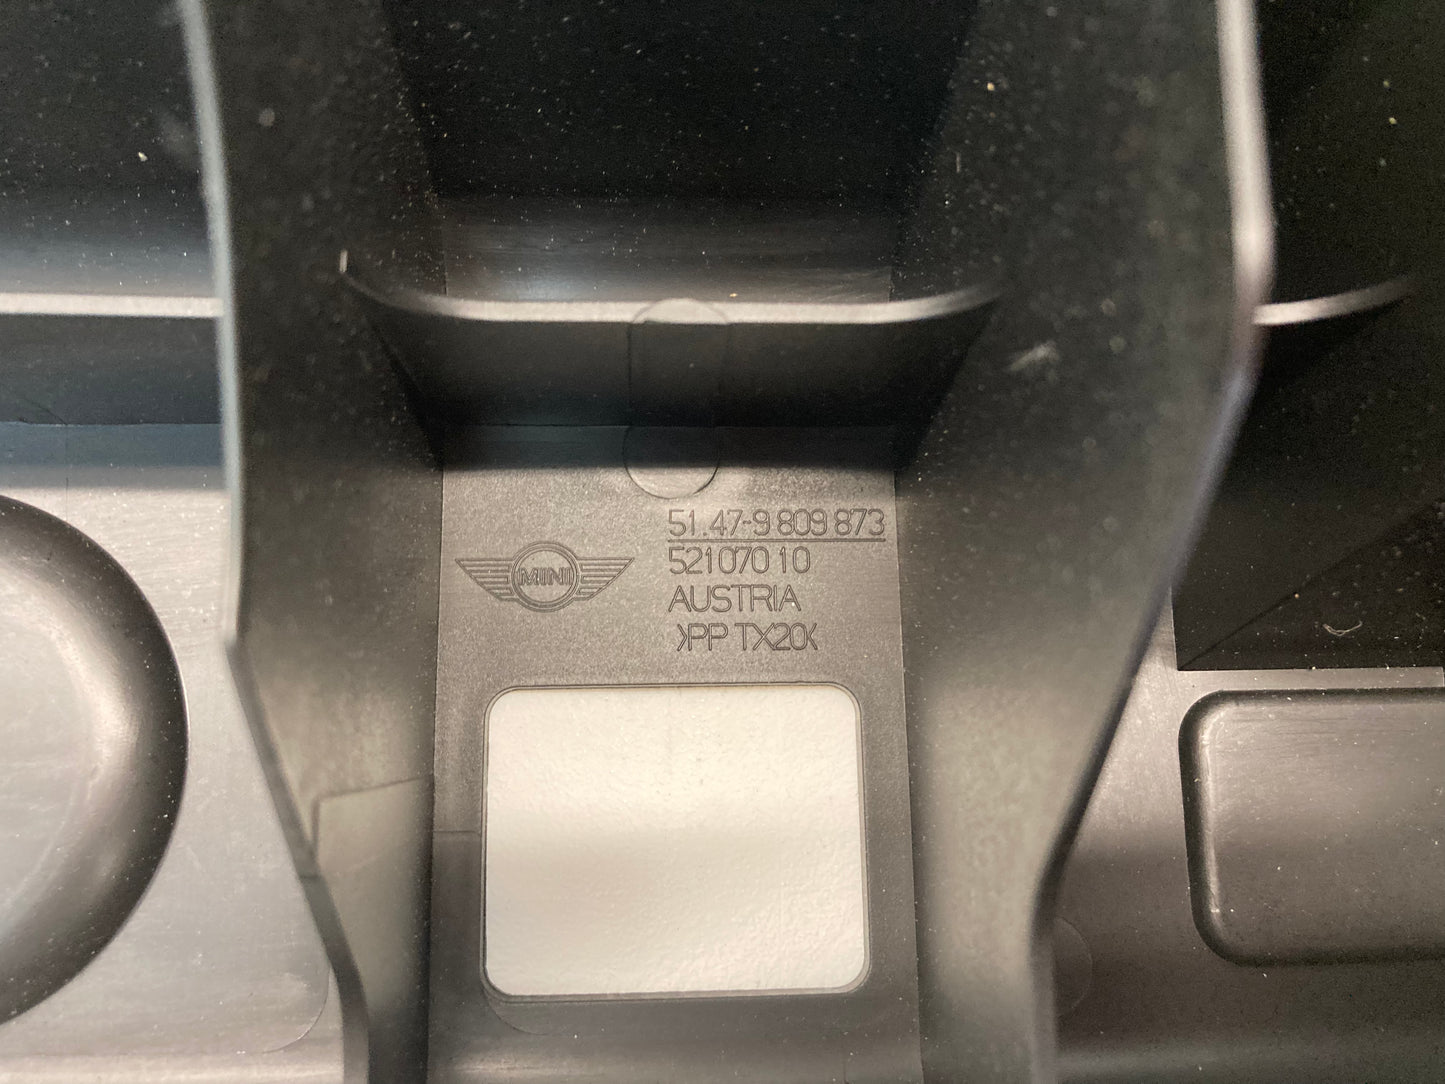 51.47-9 809 873
MINI
52107010
AUSTRIA
>PP TX20<